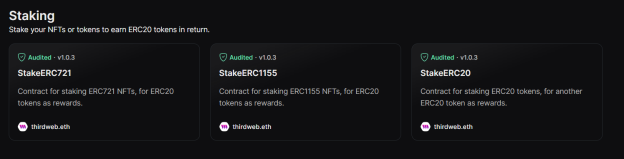 Staking
Stake your NFTs or tokens to earn ERC20 tokens in return.
Audited · v1.0.3
StakeERC721
Contract for staking ERC721 NFTs, for ERC20
tokens as rewards.
thirdweb.eth
Audited · v1.0.3
StakeERC1155
Contract for staking ERC1155 NFTs, for ERC20
tokens as rewards.
thirdweb.eth
Audited · v1.0.3
StakeERC20
Contract for staking ERC20 tokens, for another
ERC20 token as rewards.
thirdweb.eth